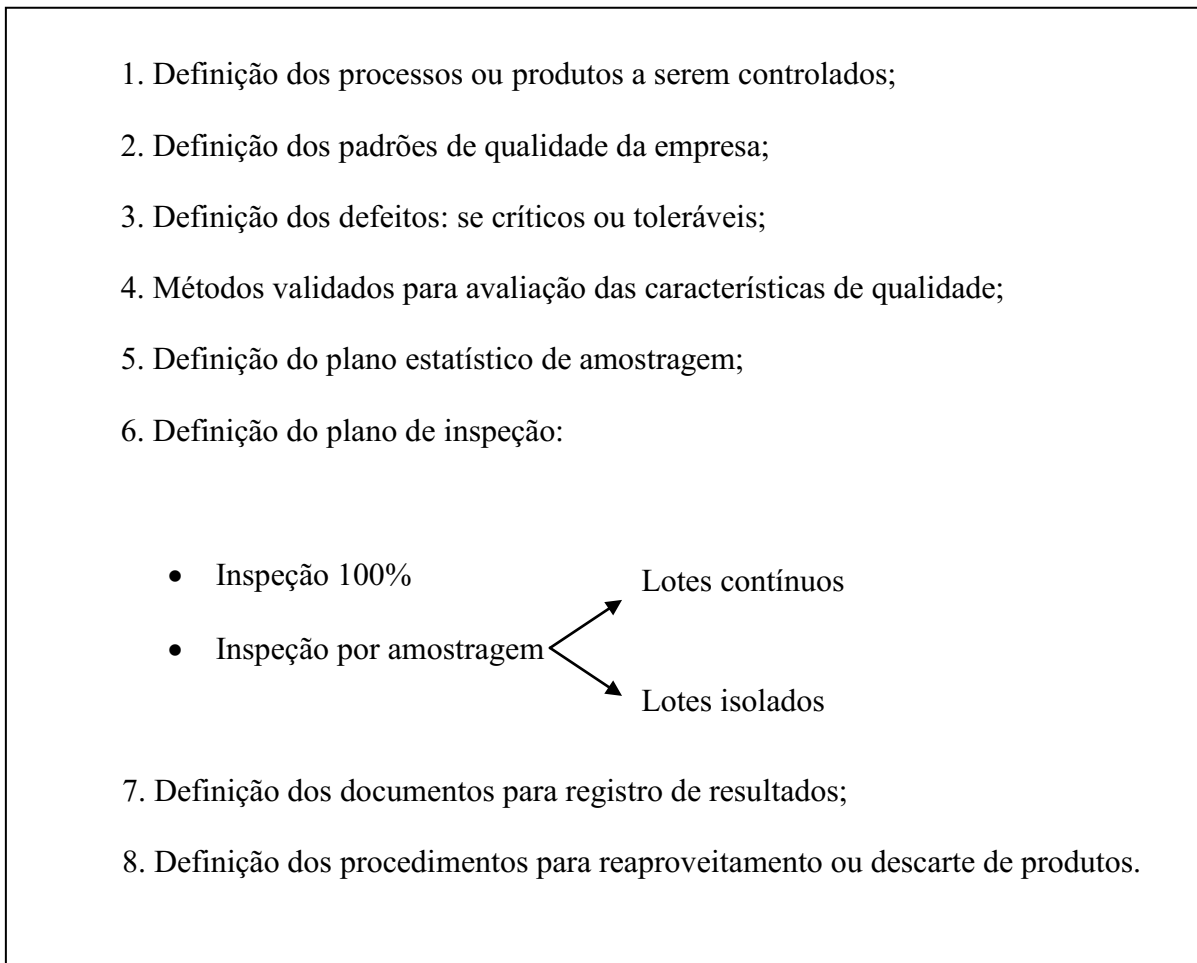 1. Definição dos processos ou produtos a serem controlados;
2. Definição dos padrões de qualidade da empresa;
3. Definição dos defeitos: se críticos ou toleráveis;
4. Métodos validados para avaliação das características de qualidade;
5. Definição do plano estatístico de amostragem;
6. Definição do plano de inspeção:
• Inspeção 100%
Lotes contínuos
• Inspeção por amostragem
Lotes isolados
7. Definição dos documentos para registro de resultados;
8. Definição dos procedimentos para reaproveitamento ou descarte de produtos.